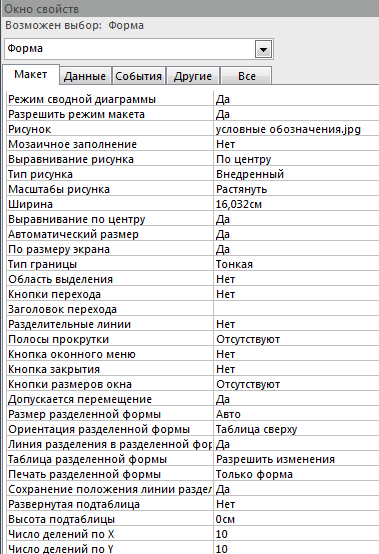 Окно свойств
Возможен выбор: Форма
Форма
Макет Данные События Другие Все
Режим сводной диаграммы Да
Разрешить режим макета Да
Рисунок условные обозначения.jpg
Мозаичное заполнение Нет
Выравнивание рисунка По центру
Тип рисунка Внедренный
Масштабы рисунка Растянуть
Ширина 16,032см
Выравнивание по центру Да
Автоматический размер Да
По размеру экрана Да
Тип границы Тонкая
Область выделения Нет
Кнопки перехода Нет
Заголовок перехода
Разделительные линии Нет
Полосы прокрутки Отсутствуют
Кнопка оконного меню Нет
Кнопка закрытия Нет
Кнопки размеров окна Отсутствуют
Допускается перемещение Да
Размер разделенной формы Авто
Ориентация разделенной формы Таблица сверху
Линия разделения в разделенной фор Да
Таблица разделенной формы Разрешить изменения
Печать разделенной формы Только форма
Сохранение положения линии раздел Да
Развернутая подтаблица Нет
Высота подтаблицы 0см
Число делений по X 10
Число делений по Y 10